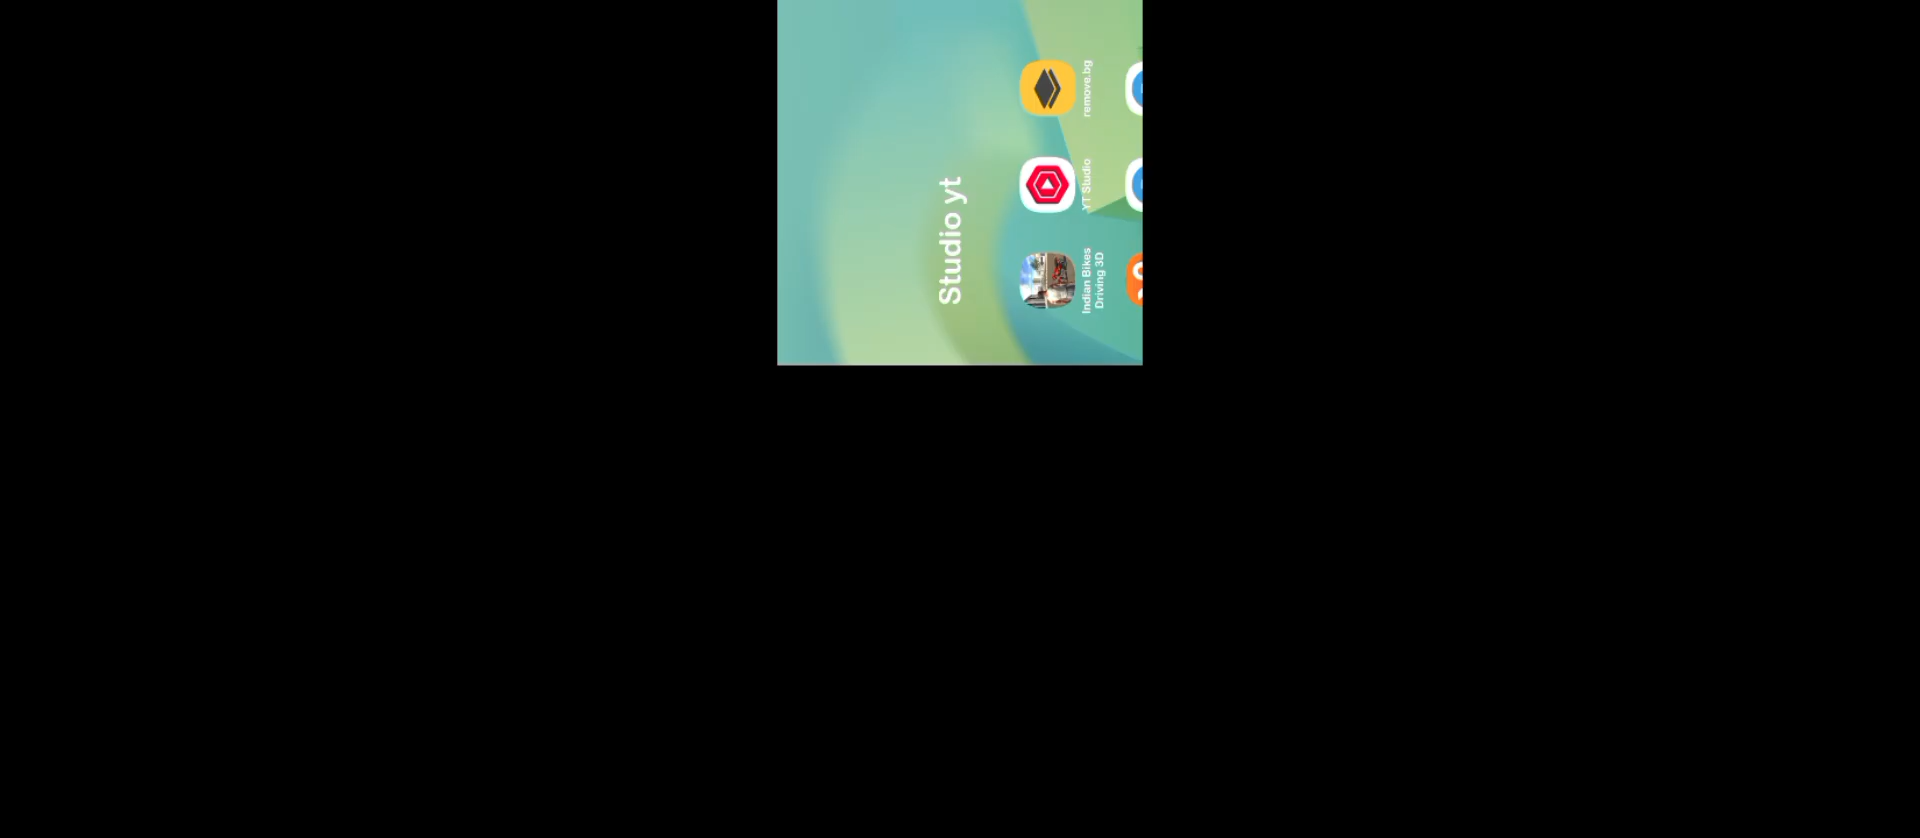 Studio yt
Indian Bikes
Driving 3D
YT Studio
remove.bg